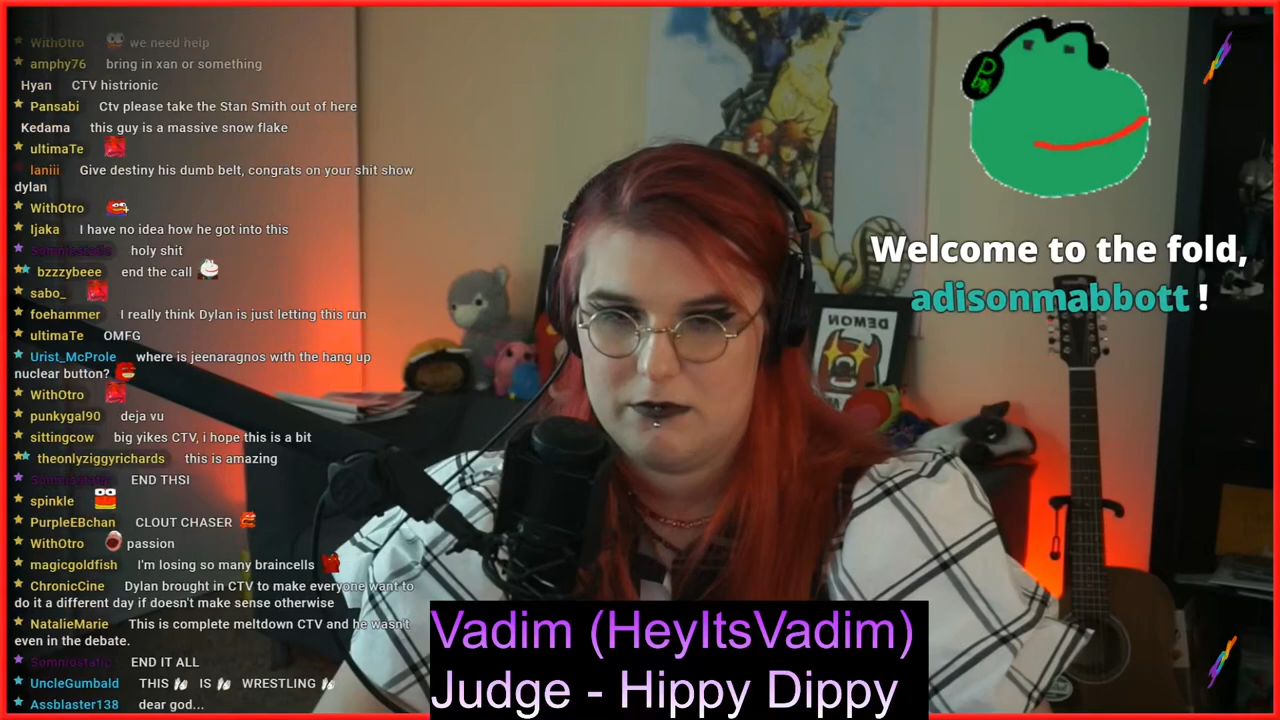 WithOtro we need help
amphy76 bring in xan or something
Hyan CTV histrionic
Pansabi Ctv please take the Stan Smith out of here
Kedama this guy is a massive snow flake
ultimaTe
laniii Give destiny his dumb belt, congrats on your shit show
dylan
WithOtro
Ijaka I have no idea how he got into this
Somniostatic holy shit
bzzzybeee end the call
sabo_
foehammer I really think Dylan is just letting this run
ultimaTe OMFG
Urist_McProle where is jeenaragnos with the hang up
nuclear button?
WithOtro
punkygal90 deja vu
sittingcow big yikes CTV, i hope this is a bit
theonlyziggyrichards this is amazing
Somniostatic END THSI
spinkle
PurpleEBchan CLOUT CHASER
WithOtro passion
magicgoldfish I'm losing so many braincells
ChronicCine Dylan brought in CTV to make everyone want to
do it a different day if doesn't make sense otherwise
NatalieMarie This is complete meltdown CTV and he wasn't
even in the debate.
Somniostatic END IT ALL
UncleGumbald THIS IS WRESTLING
Assblaster138 dear god...
Welcome to the fold,
adisonmabbott !
DEMON
Vadim (HeyItsVadim)
Judge - Hippy Dippy